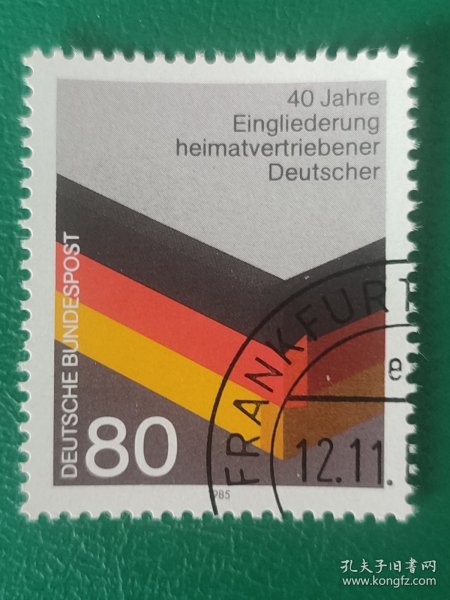 40 Jahre
Eingliederung
heimatvertriebener
Deutscher
DEUTSCHE BUNDESPOST
80
FRANKFURT
e
12.11.
孔夫子旧书网
www.kongfz.com